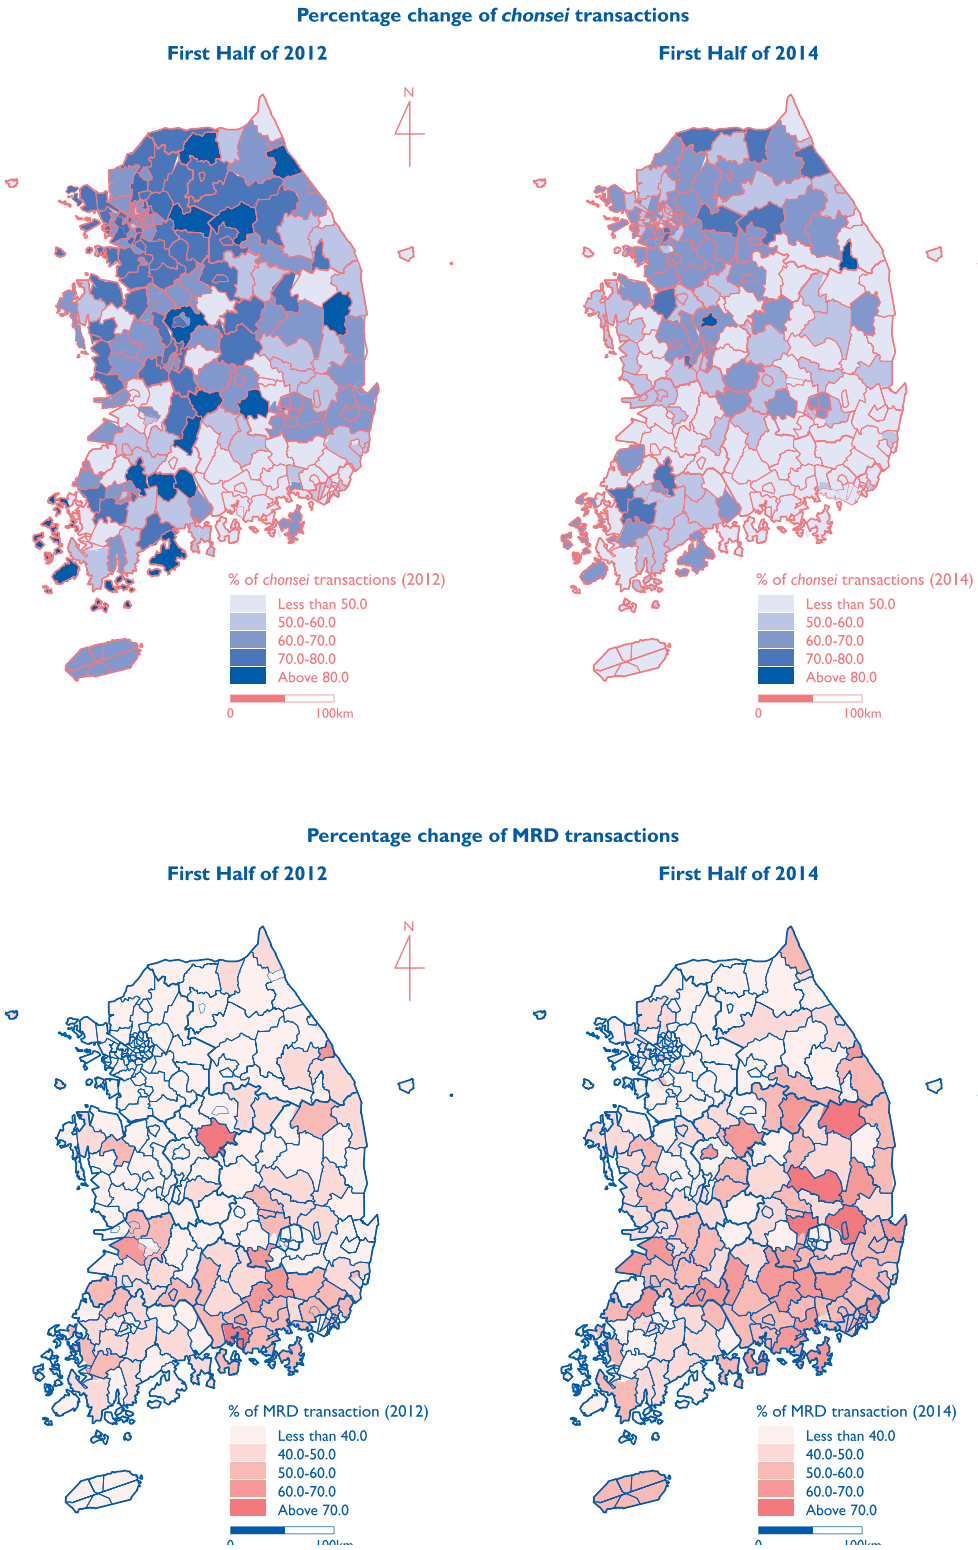 Percentage change of chonsei transactions
First Half of 2012
First Half of 2014
N
% of chonsei transactions (2012)
Less than 50.0
50.0-60.0
60.0-70.0
70.0-80.0
Above 80.0
0 100km
% of chonsei transactions (2014)
Less than 50.0
50.0-60.0
60.0-70.0
70.0-80.0
Above 80.0
0 100km
Percentage change of MRD transactions
First Half of 2012
First Half of 2014
N
% of MRD transaction (2012)
Less than 40.0
40.0-50.0
50.0-60.0
60.0-70.0
Above 70.0
0 100km
% of MRD transaction (2014)
Less than 40.0
40.0-50.0
50.0-60.0
60.0-70.0
Above 70.0
0 100km